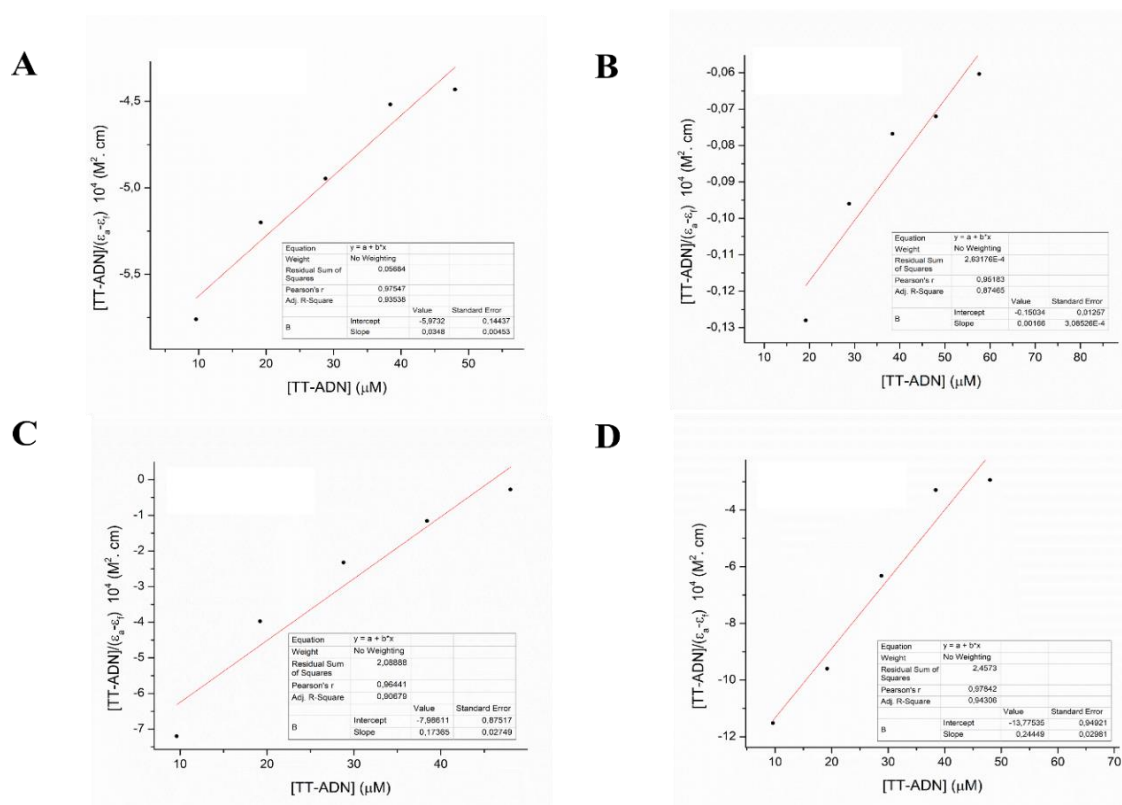 A
[TT-ADN]/(εa-εf) 10⁴ (M². cm)
-4,5
-5,0
-5,5
10 20 30 40 50
[TT-ADN] (μM)
Equation y = a + b*x
Weight No Weighting
Residual Sum of Squares 0,05684
Pearson's r 0,97547
Adj. R-Square 0,93538
Value Standard Error
B Intercept -5,9732 0,14437
Slope 0,0348 0,00453
B
[TT-ADN]/(εa-εf) 10⁴ (M². cm)
-0,06
-0,07
-0,08
-0,09
-0,10
-0,11
-0,12
-0,13
10 20 30 40 50 60 70 80
[TT-ADN] (μM)
Equation y = a + b*x
Weight No Weighting
Residual Sum of Squares 2,63176E-4
Pearson's r 0,95183
Adj. R-Square 0,87465
Value Standard Error
B Intercept -0,15034 0,01257
Slope 0,00166 3,08526E-4
C
[TT-ADN]/(εa-εf) 10⁴ (M². cm)
0
-1
-2
-3
-4
-5
-6
-7
10 20 30 40
[TT-ADN] (μM)
Equation y = a + b*x
Weight No Weighting
Residual Sum of Squares 2,08888
Pearson's r 0,96441
Adj. R-Square 0,90679
Value Standard Error
B Intercept -7,98611 0,87517
Slope 0,17365 0,02749
D
[TT-ADN]/(εa-εf) 10⁴ (M². cm)
-4
-6
-8
-10
-12
10 20 30 40 50 60 70
[TT-ADN] (μM)
Equation y = a + b*x
Weight No Weighting
Residual Sum of Squares 2,4573
Pearson's r 0,97842
Adj. R-Square 0,94306
Value Standard Error
B Intercept -13,77535 0,94921
Slope 0,24449 0,02981